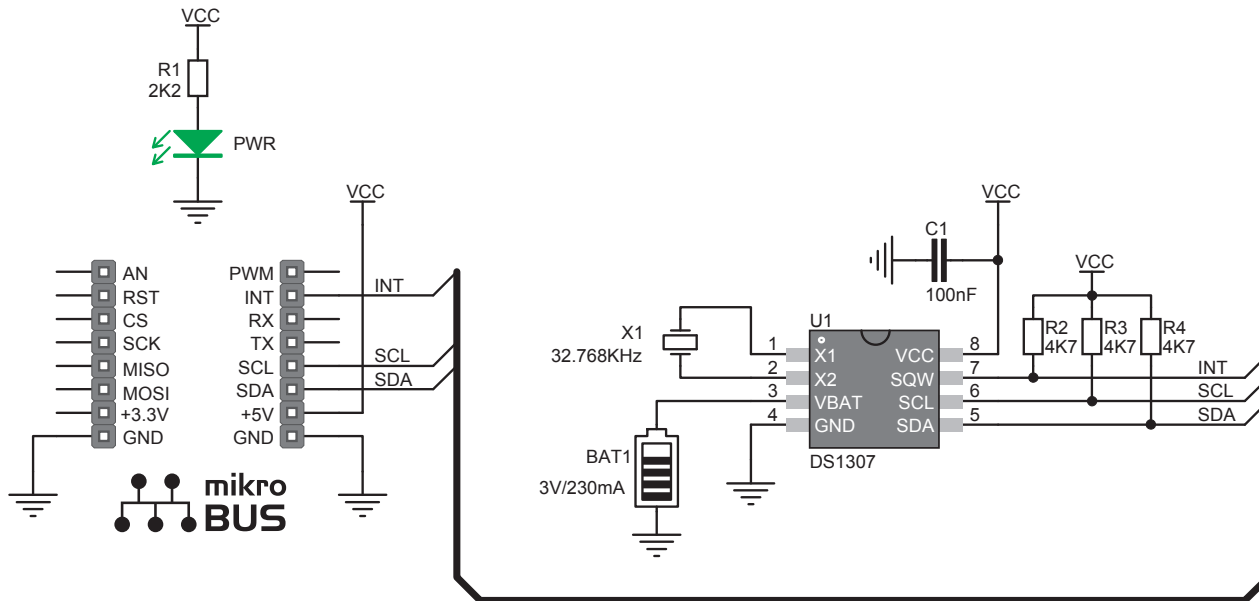 VCC
R1
2K2
PWR
VCC
AN
RST
CS
SCK
MISO
MOSI
+3.3V
GND
PWM
INT
RX
TX
SCL
SDA
+5V
GND
INT
SCL
SDA
mikro
BUS
VCC
C1
100nF
VCC
R2
4K7
R3
4K7
R4
4K7
X1
32.768KHz
U1
1
2
3
4
X1
X2
VBAT
GND
VCC
SQW
SCL
SDA
8
7
6
5
DS1307
BAT1
3V/230mA
INT
SCL
SDA